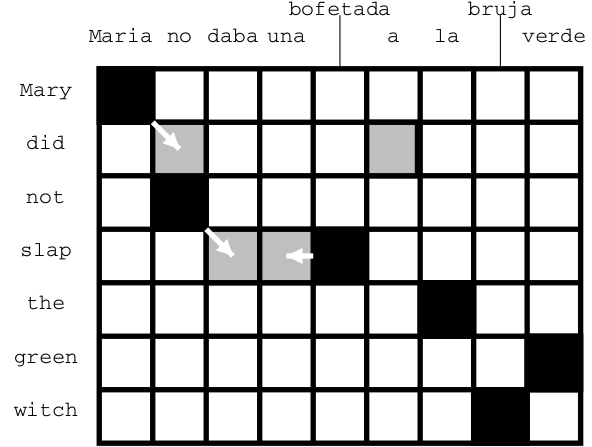 bofetada bruja
Maria no daba una a la verde
Mary
did
not
slap
the
green
witch